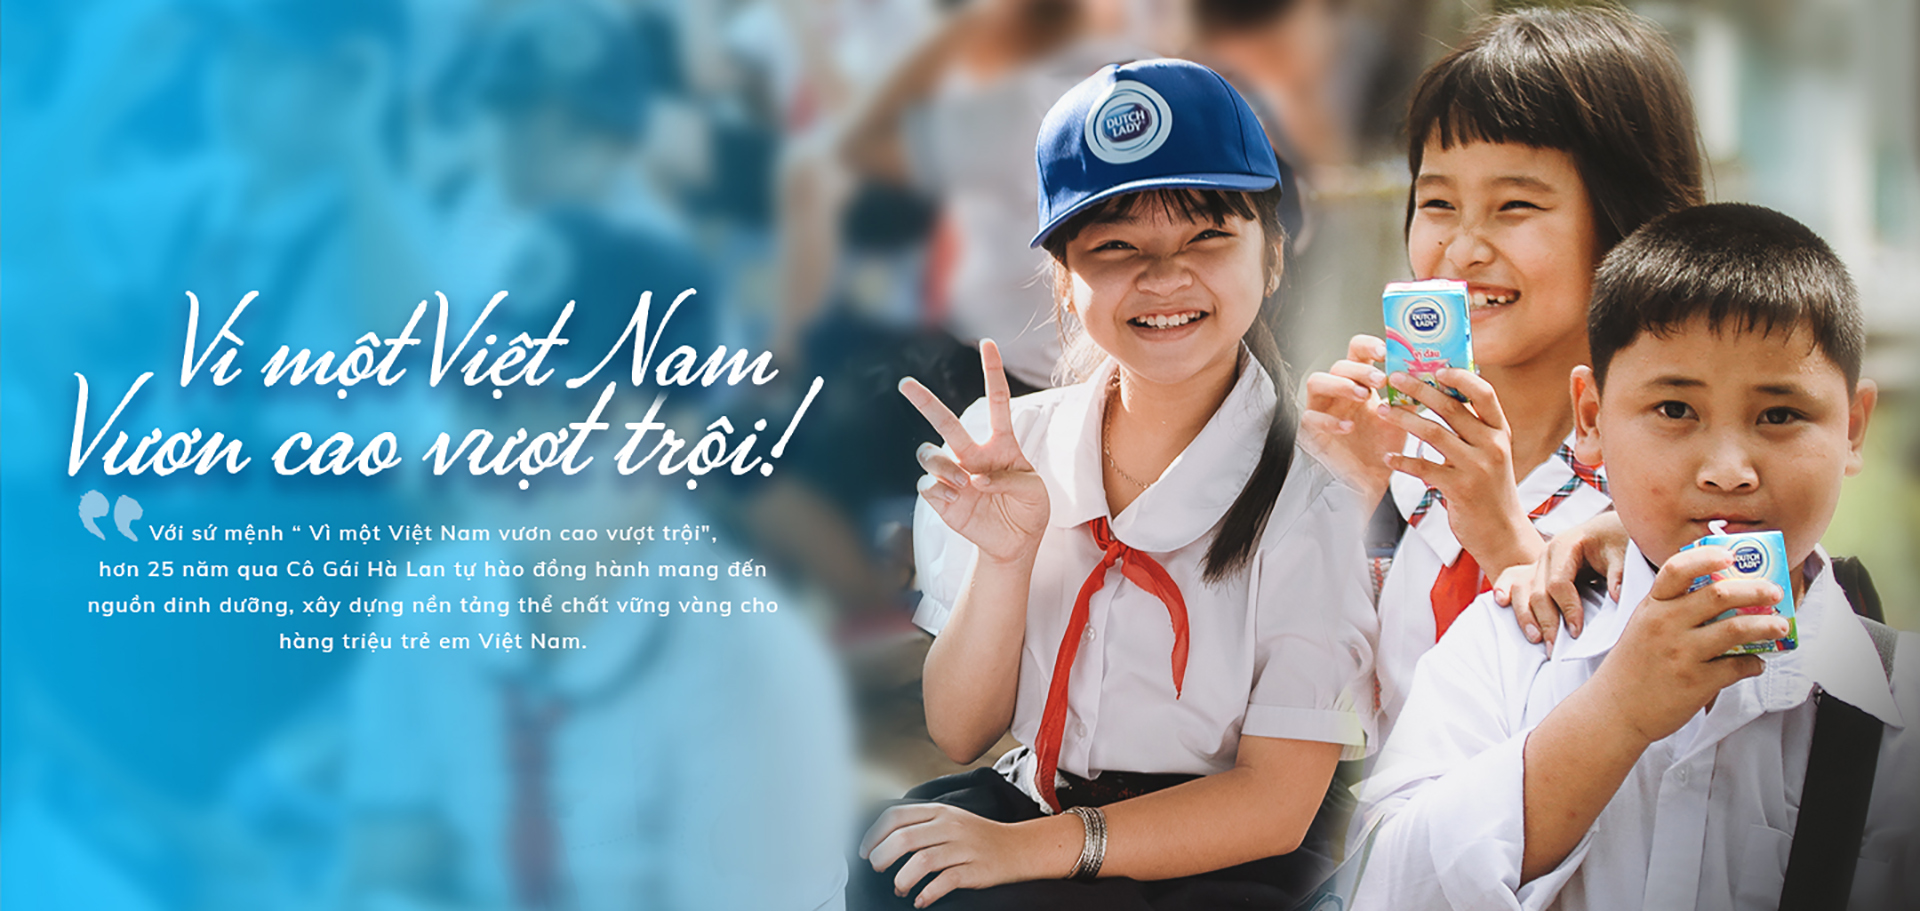 Vì một Việt Nam
Vươn cao vượt trội!
Với sứ mệnh “ Vì một Việt Nam vươn cao vượt trội",
hơn 25 năm qua Cô Gái Hà Lan tự hào đồng hành mang đến
nguồn dinh dưỡng, xây dựng nền tảng thể chất vững vàng cho
hàng triệu trẻ em Việt Nam.
DUTCH
LADY
DUTCH
LADY
dâu
DUTCH
LADY